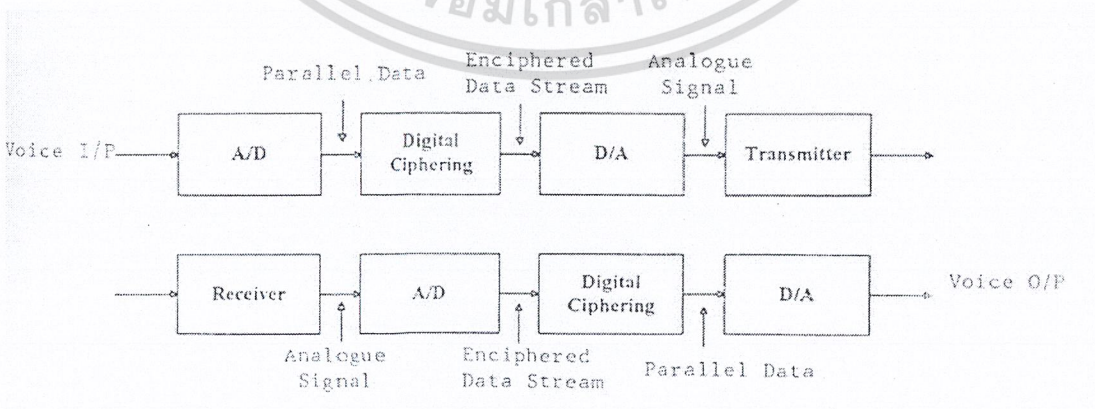 Parallel Data
Enciphered
Data Stream
Analogue
Signal
Voice I/P
A/D
Digital
Ciphering
D/A
Transmitter
Receiver
A/D
Digital
Ciphering
D/A
Voice O/P
Analogue
Signal
Enciphered
Data Stream
Parallel Data